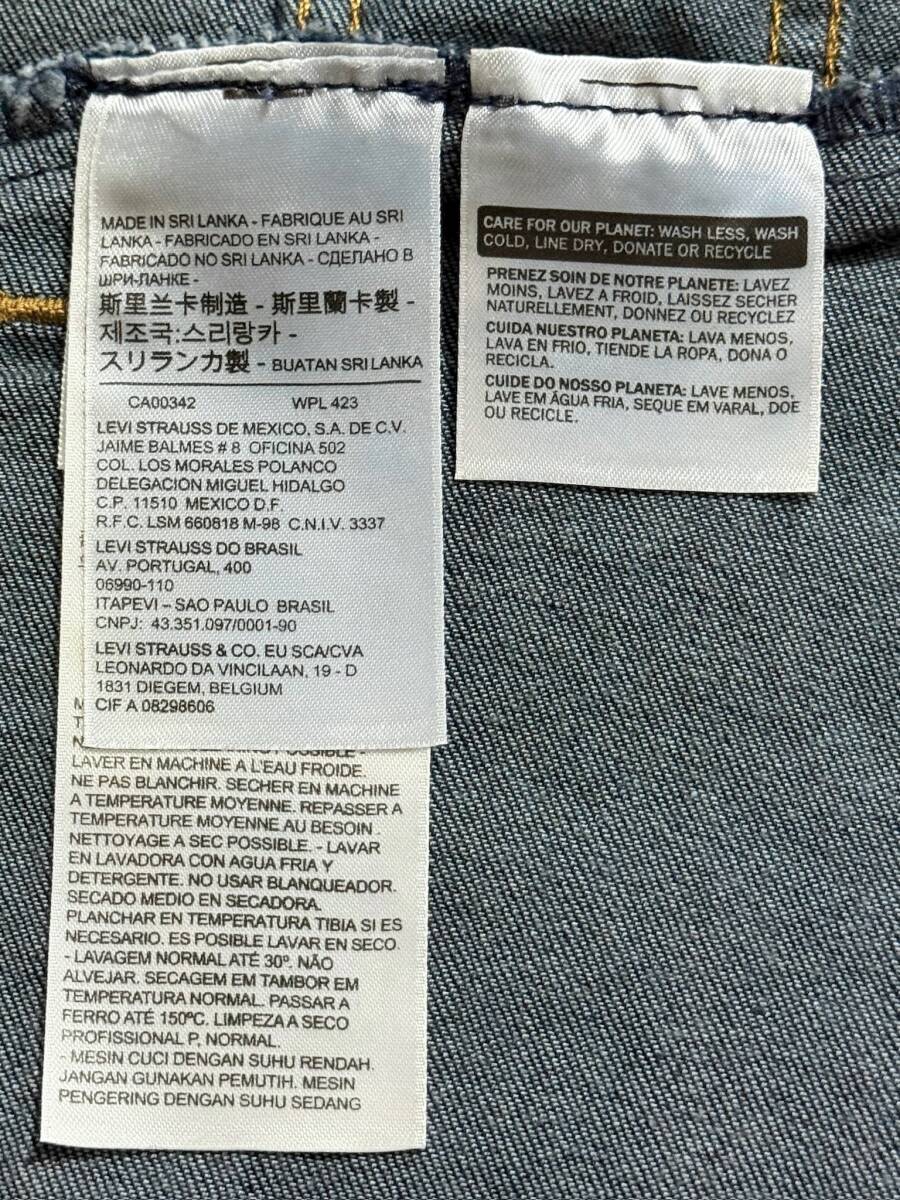 MADE IN SRI LANKA - FABRIQUE AU SRI
LANKA - FABRICADO EN SRI LANKA -
FABRICADO NO SRI LANKA - СДЕЛАНО В
ШРИ-ЛАНКЕ -
斯里兰卡制造 - 斯里蘭卡製 -
제조국:스리랑카 -
スリランカ製 - BUATAN SRI LANKA
CA00342 WPL 423
LEVI STRAUSS DE MEXICO, S.A. DE C.V.
JAIME BALMES # 8 OFICINA 502
COL. LOS MORALES POLANCO
DELEGACION MIGUEL HIDALGO
C.P. 11510 MEXICO D.F.
R.F.C. LSM 660818 M-98 C.N.I.V. 3337
LEVI STRAUSS DO BRASIL
AV. PORTUGAL, 400
06990-110
ITAPEVI – SAO PAULO BRASIL
CNPJ: 43.351.097/0001-90
LEVI STRAUSS & CO. EU SCA/CVA
LEONARDO DA VINCILAAN, 19 - D
1831 DIEGEM, BELGIUM
CIF A 08298606
LAVER EN MACHINE A L'EAU FROIDE.
NE PAS BLANCHIR. SECHER EN MACHINE
A TEMPERATURE MOYENNE. REPASSER A
TEMPERATURE MOYENNE AU BESOIN.
NETTOYAGE A SEC POSSIBLE. - LAVAR
EN LAVADORA CON AGUA FRIA Y
DETERGENTE. NO USAR BLANQUEADOR.
SECADO MEDIO EN SECADORA.
PLANCHAR EN TEMPERATURA TIBIA SI ES
NECESARIO. ES POSIBLE LAVAR EN SECO.
- LAVAGEM NORMAL ATÉ 30º. NÃO
ALVEJAR. SECAGEM EM TAMBOR EM
TEMPERATURA NORMAL. PASSAR A
FERRO ATÉ 150ºC. LIMPEZA A SECO
PROFISSIONAL P, NORMAL.
- MESIN CUCI DENGAN SUHU RENDAH.
JANGAN GUNAKAN PEMUTIH. MESIN
PENGERING DENGAN SUHU SEDANG
CARE FOR OUR PLANET: WASH LESS, WASH
COLD, LINE DRY, DONATE OR RECYCLE
PRENEZ SOIN DE NOTRE PLANETE: LAVEZ
MOINS, LAVEZ A FROID, LAISSEZ SECHER
NATURELLEMENT, DONNEZ OU RECYCLEZ
CUIDA NUESTRO PLANETA: LAVA MENOS,
LAVA EN FRIO, TIENDE LA ROPA, DONA O
RECICLA.
CUIDE DO NOSSO PLANETA: LAVE MENOS,
LAVE EM ÁGUA FRIA, SEQUE EM VARAL, DOE
OU RECICLE.